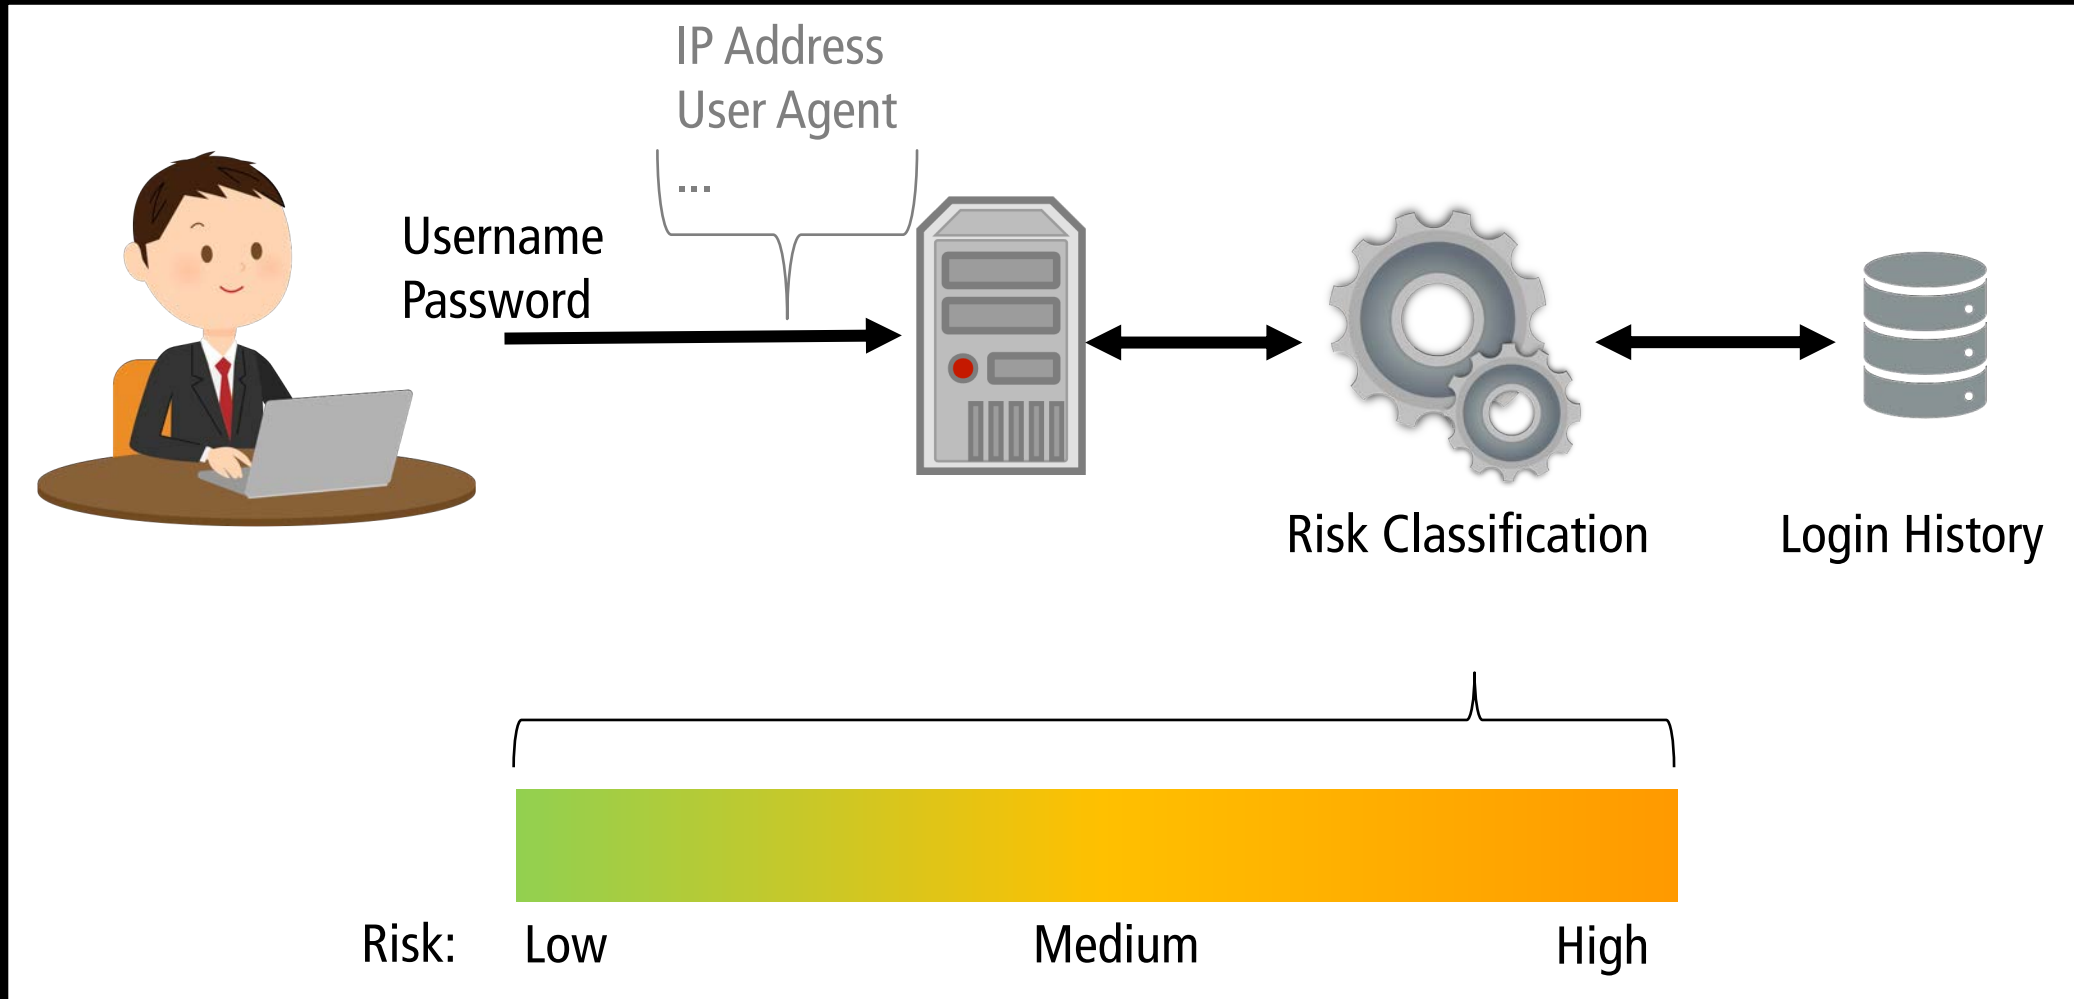 IP Address
User Agent
...
Username
Password
Risk Classification
Login History
Risk:
Low
Medium
High